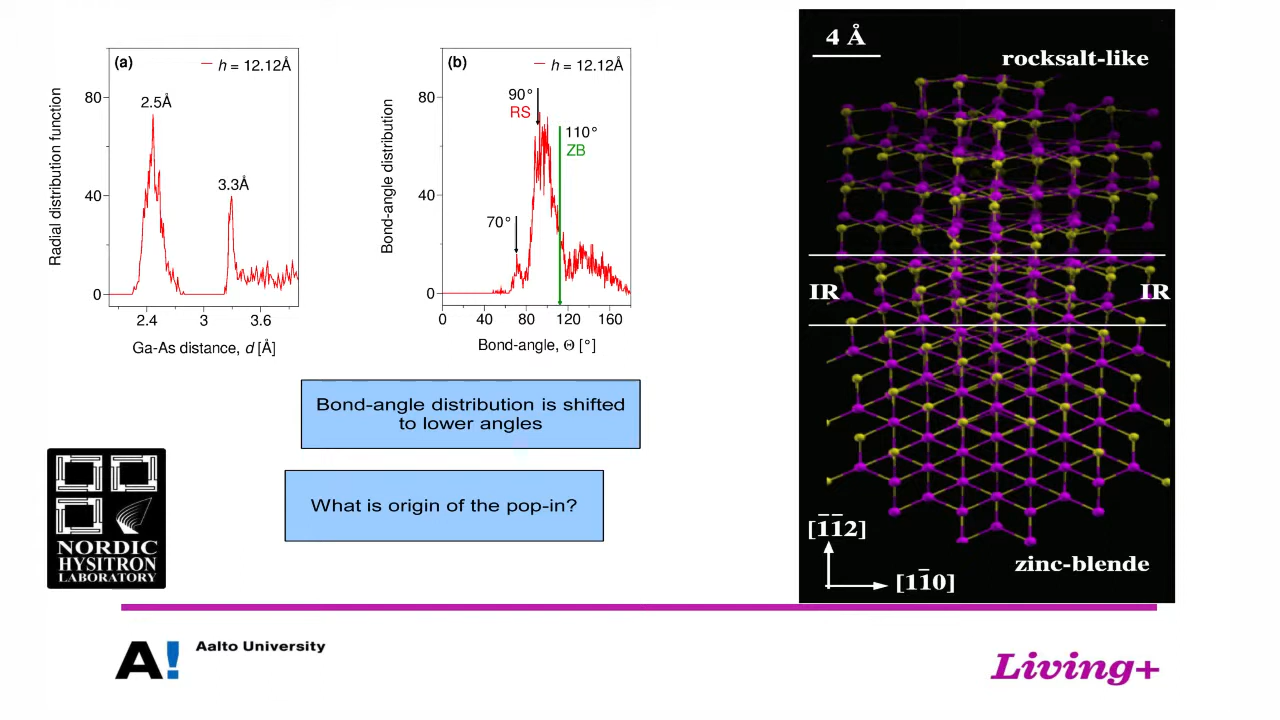 (a)
h = 12.12Å
2.5Å
3.3Å
Radial distribution function
80
40
0
2.4
3
3.6
Ga-As distance, d [Å]
(b)
h = 12.12Å
90°
RS
110°
ZB
70°
Bond-angle distribution
80
40
0
0
40
80
120
160
Bond-angle, Θ [°]
Bond-angle distribution is shifted
to lower angles
What is origin of the pop-in?
4 Å
rocksalt-like
IR
IR
[1̄1̄2]
[11̄0]
zinc-blende
NORDIC
HYSITRON
LABORATORY
A!
Aalto University
Living+